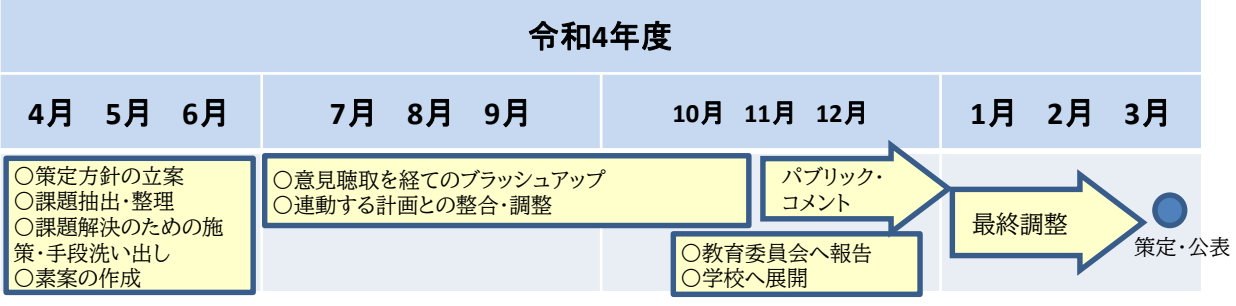 令和4年度
4月 5月 6月
7月 8月 9月
10月 11月 12月
1月 2月 3月
○策定方針の立案
○課題抽出・整理
○課題解決のための施
策・手段洗い出し
○素案の作成
○意見聴取を経てのブラッシュアップ
○連動する計画との整合・調整
パブリック・
コメント
○教育委員会へ報告
○学校へ展開
最終調整
策定・公表